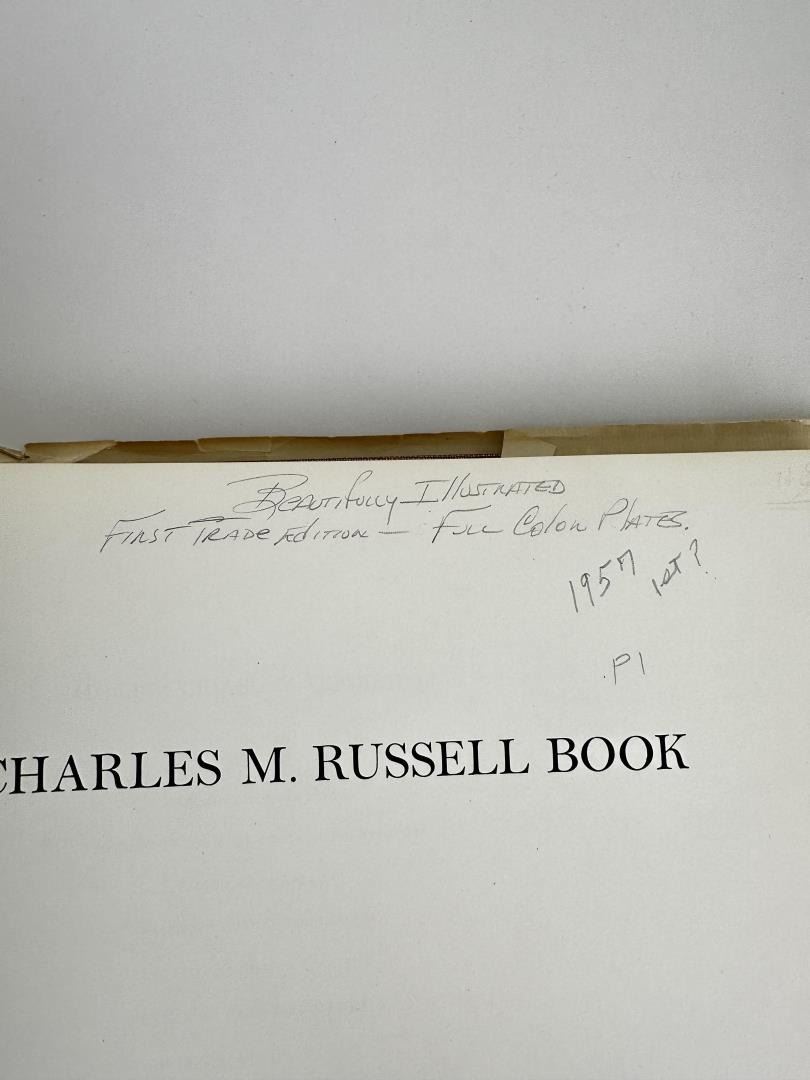 Beautifully Illustrated
First Trade Edition — Full Color Plates.
1957 1st?
P1
CHARLES M. RUSSELL BOOK